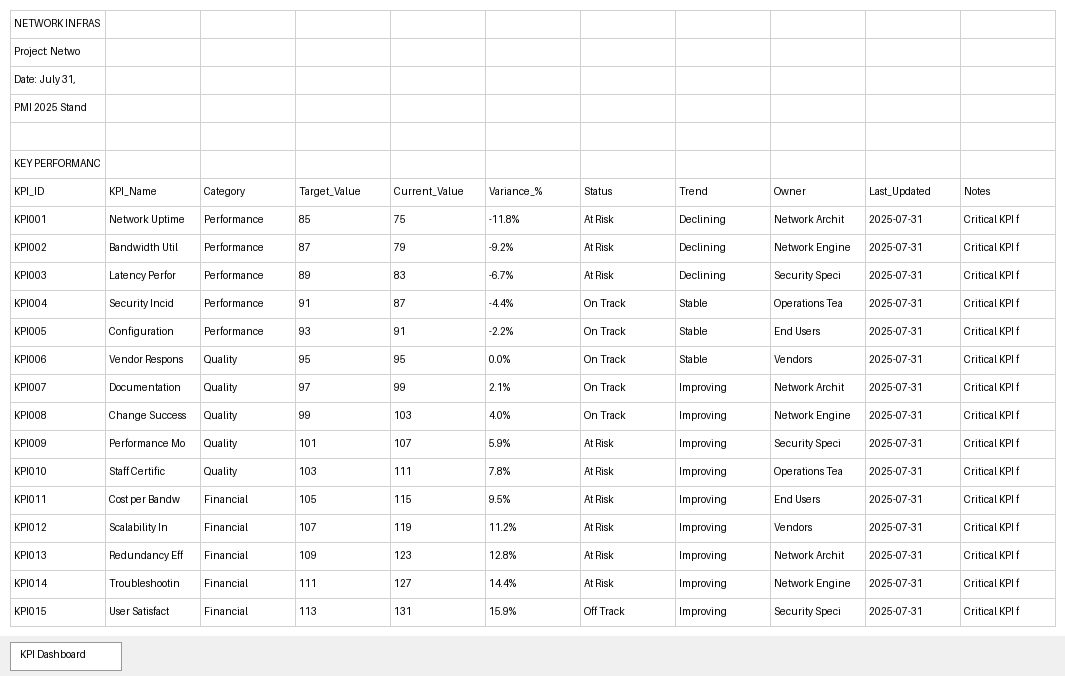 NETWORK INFRAS
Project: Netwo
Date: July 31,
PMI 2025 Stand
KEY PERFORMANC
KPI_ID KPI_Name Category Target_Value Current_Value Variance_% Status Trend Owner Last_Updated Notes
KPI001 Network Uptime Performance 85 75 -11.8% At Risk Declining Network Archit 2025-07-31 Critical KPI f
KPI002 Bandwidth Util Performance 87 79 -9.2% At Risk Declining Network Engine 2025-07-31 Critical KPI f
KPI003 Latency Perfor Performance 89 83 -6.7% At Risk Declining Security Speci 2025-07-31 Critical KPI f
KPI004 Security Incid Performance 91 87 -4.4% On Track Stable Operations Tea 2025-07-31 Critical KPI f
KPI005 Configuration Performance 93 91 -2.2% On Track Stable End Users 2025-07-31 Critical KPI f
KPI006 Vendor Respons Quality 95 95 0.0% On Track Stable Vendors 2025-07-31 Critical KPI f
KPI007 Documentation Quality 97 99 2.1% On Track Improving Network Archit 2025-07-31 Critical KPI f
KPI008 Change Success Quality 99 103 4.0% On Track Improving Network Engine 2025-07-31 Critical KPI f
KPI009 Performance Mo Quality 101 107 5.9% At Risk Improving Security Speci 2025-07-31 Critical KPI f
KPI010 Staff Certific Quality 103 111 7.8% At Risk Improving Operations Tea 2025-07-31 Critical KPI f
KPI011 Cost per Bandw Financial 105 115 9.5% At Risk Improving End Users 2025-07-31 Critical KPI f
KPI012 Scalability In Financial 107 119 11.2% At Risk Improving Vendors 2025-07-31 Critical KPI f
KPI013 Redundancy Eff Financial 109 123 12.8% At Risk Improving Network Archit 2025-07-31 Critical KPI f
KPI014 Troubleshootin Financial 111 127 14.4% At Risk Improving Network Engine 2025-07-31 Critical KPI f
KPI015 User Satisfact Financial 113 131 15.9% Off Track Improving Security Speci 2025-07-31 Critical KPI f
KPI Dashboard